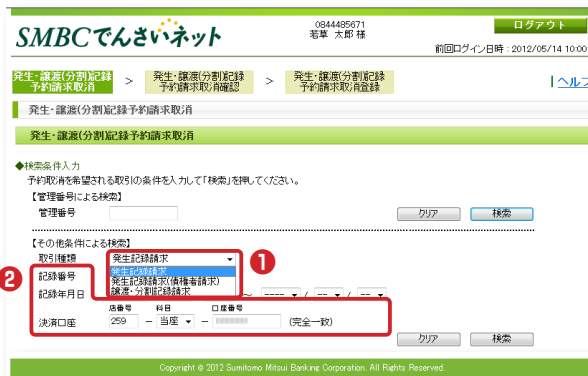 SMBCでんさいネット
0844485671
若草 太郎 様
ログアウト
前回ログイン日時：2012/05/14 10:00
発生・譲渡(分割)記録
予約請求取消
>
発生・譲渡(分割)記録
予約請求取消確認
>
発生・譲渡(分割)記録
予約請求取消登録
ヘルプ
発生・譲渡(分割)記録予約請求取消
発生・譲渡(分割)記録予約請求取消
◆検索条件入力
予約取消を希望される取引の条件を入力して「検索」を押してください。
【管理番号による検索】
管理番号
クリア
検索
【その他条件による検索】
取引種類
発生記録請求
1
発生記録請求
発生記録請求(債権者請求)
譲渡・分割記録請求
2
記録番号
記録年月日
～ ---- / -- / --
店番号 科目 口座番号
決済口座 259 － 当座 － (完全一致)
クリア
検索
Copyright © 2012 Sumitomo Mitsui Banking Corporation. All Rights Reserved.